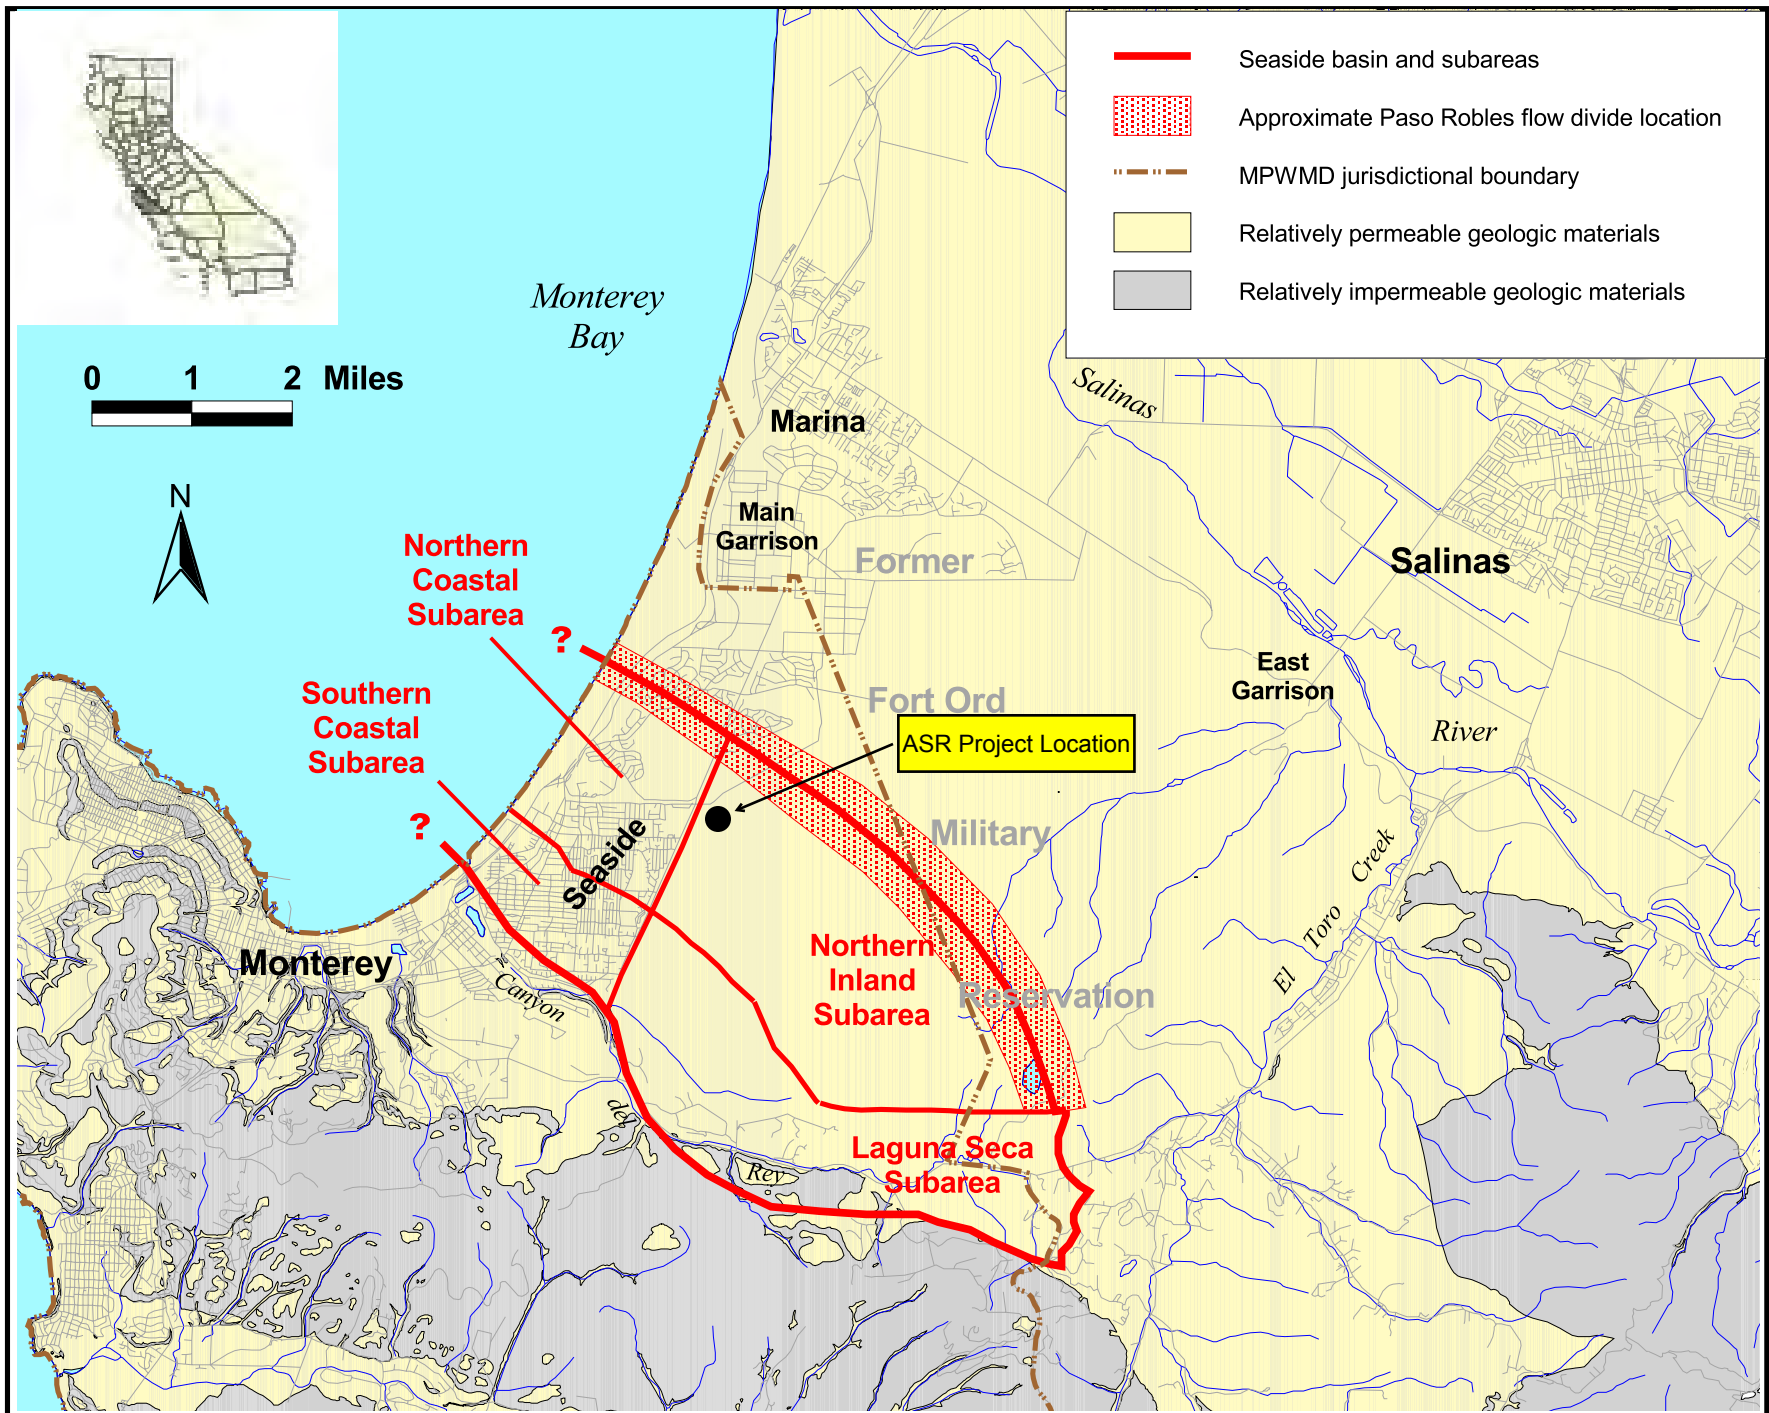 Seaside basin and subareas
Approximate Paso Robles flow divide location
MPWMD jurisdictional boundary
Relatively permeable geologic materials
Relatively impermeable geologic materials
Monterey
Bay
0 1 2 Miles
N
Salinas
Marina
Main
Garrison
Former
Salinas
Northern
Coastal
Subarea
?
East
Garrison
Fort Ord
River
Southern
Coastal
Subarea
ASR Project Location
?
Seaside
Military
Creek
Toro
El
Northern
Inland
Subarea
Monterey
Canyon
Reservation
del
Rey
Laguna Seca
Subarea